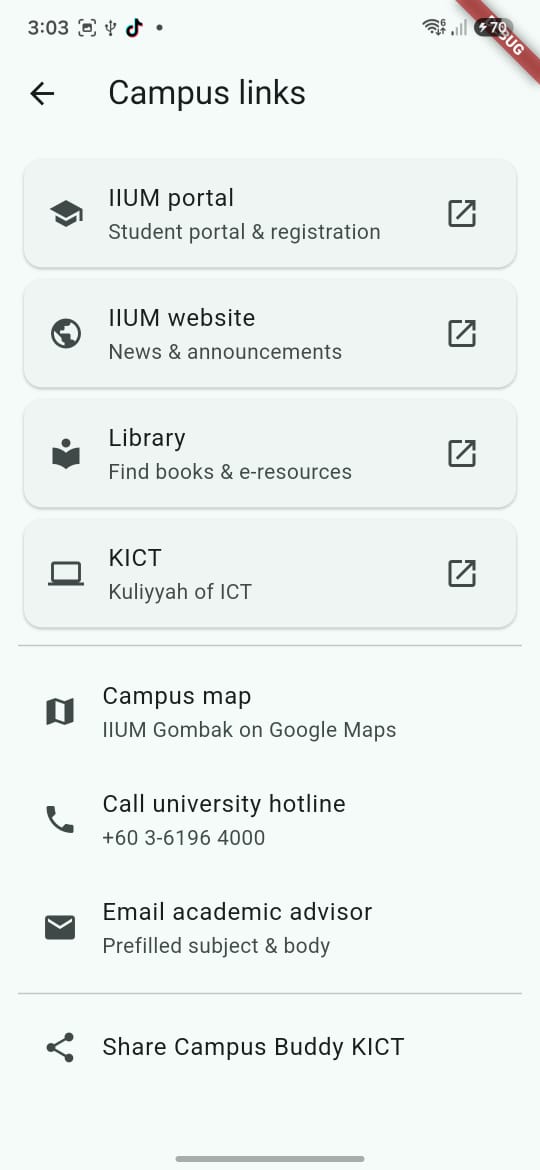 3:03
6
70
BUG
Campus links
IIUM portal
Student portal & registration
IIUM website
News & announcements
Library
Find books & e-resources
KICT
Kuliyyah of ICT
Campus map
IIUM Gombak on Google Maps
Call university hotline
+60 3-6196 4000
Email academic advisor
Prefilled subject & body
Share Campus Buddy KICT